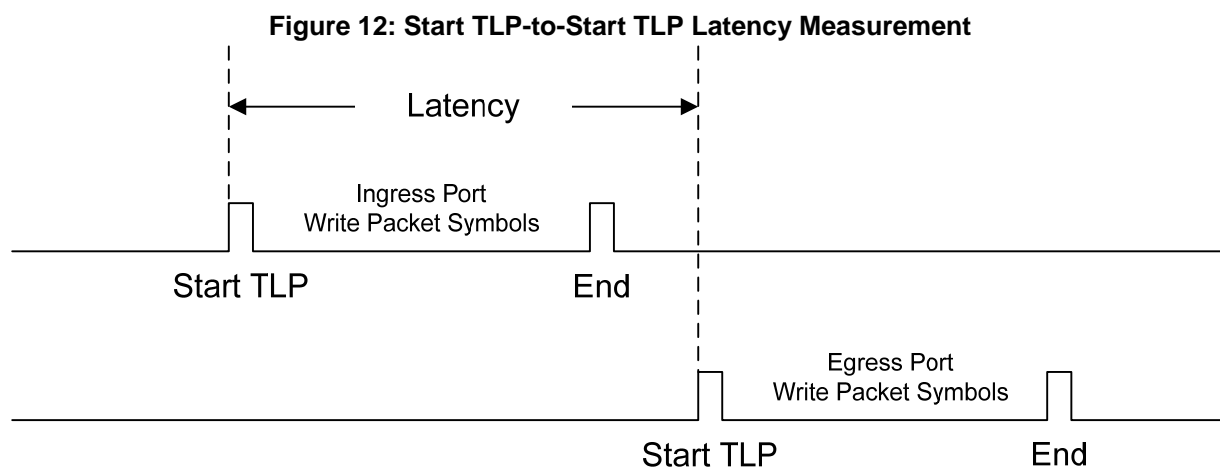 Figure 12: Start TLP-to-Start TLP Latency Measurement
Latency
Ingress Port
Write Packet Symbols
Start TLP
End
Egress Port
Write Packet Symbols
Start TLP
End